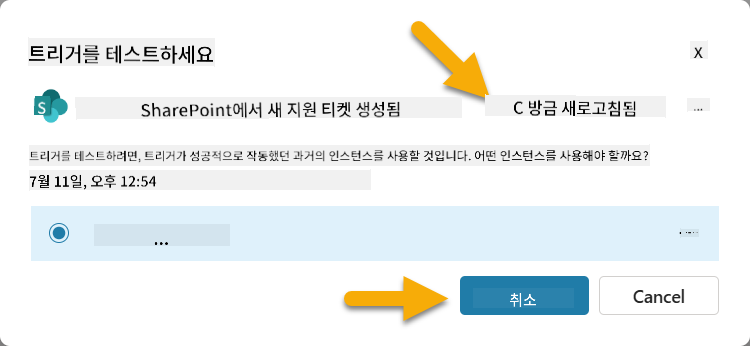 트리거를 테스트하세요
X
S
SharePoint에서 새 지원 티켓 생성됨
C 방금 새로고침됨
...
트리거를 테스트하려면, 트리거가 성공적으로 작동했던 과거의 인스턴스를 사용할 것입니다. 어떤 인스턴스를 사용해야 할까요?
7월 11일, 오후 12:54
...
취소
Cancel